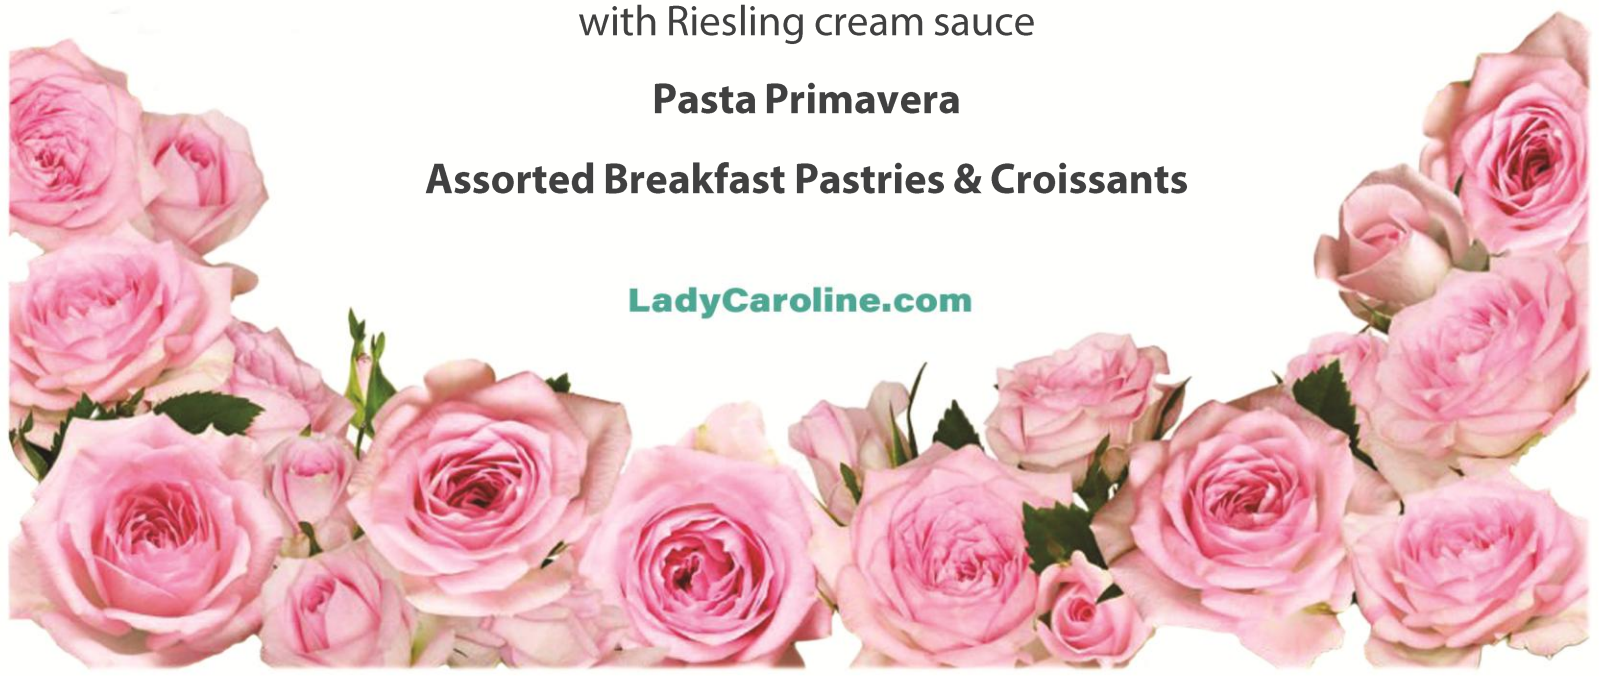 with Riesling cream sauce
Pasta Primavera
Assorted Breakfast Pastries & Croissants
LadyCaroline.com